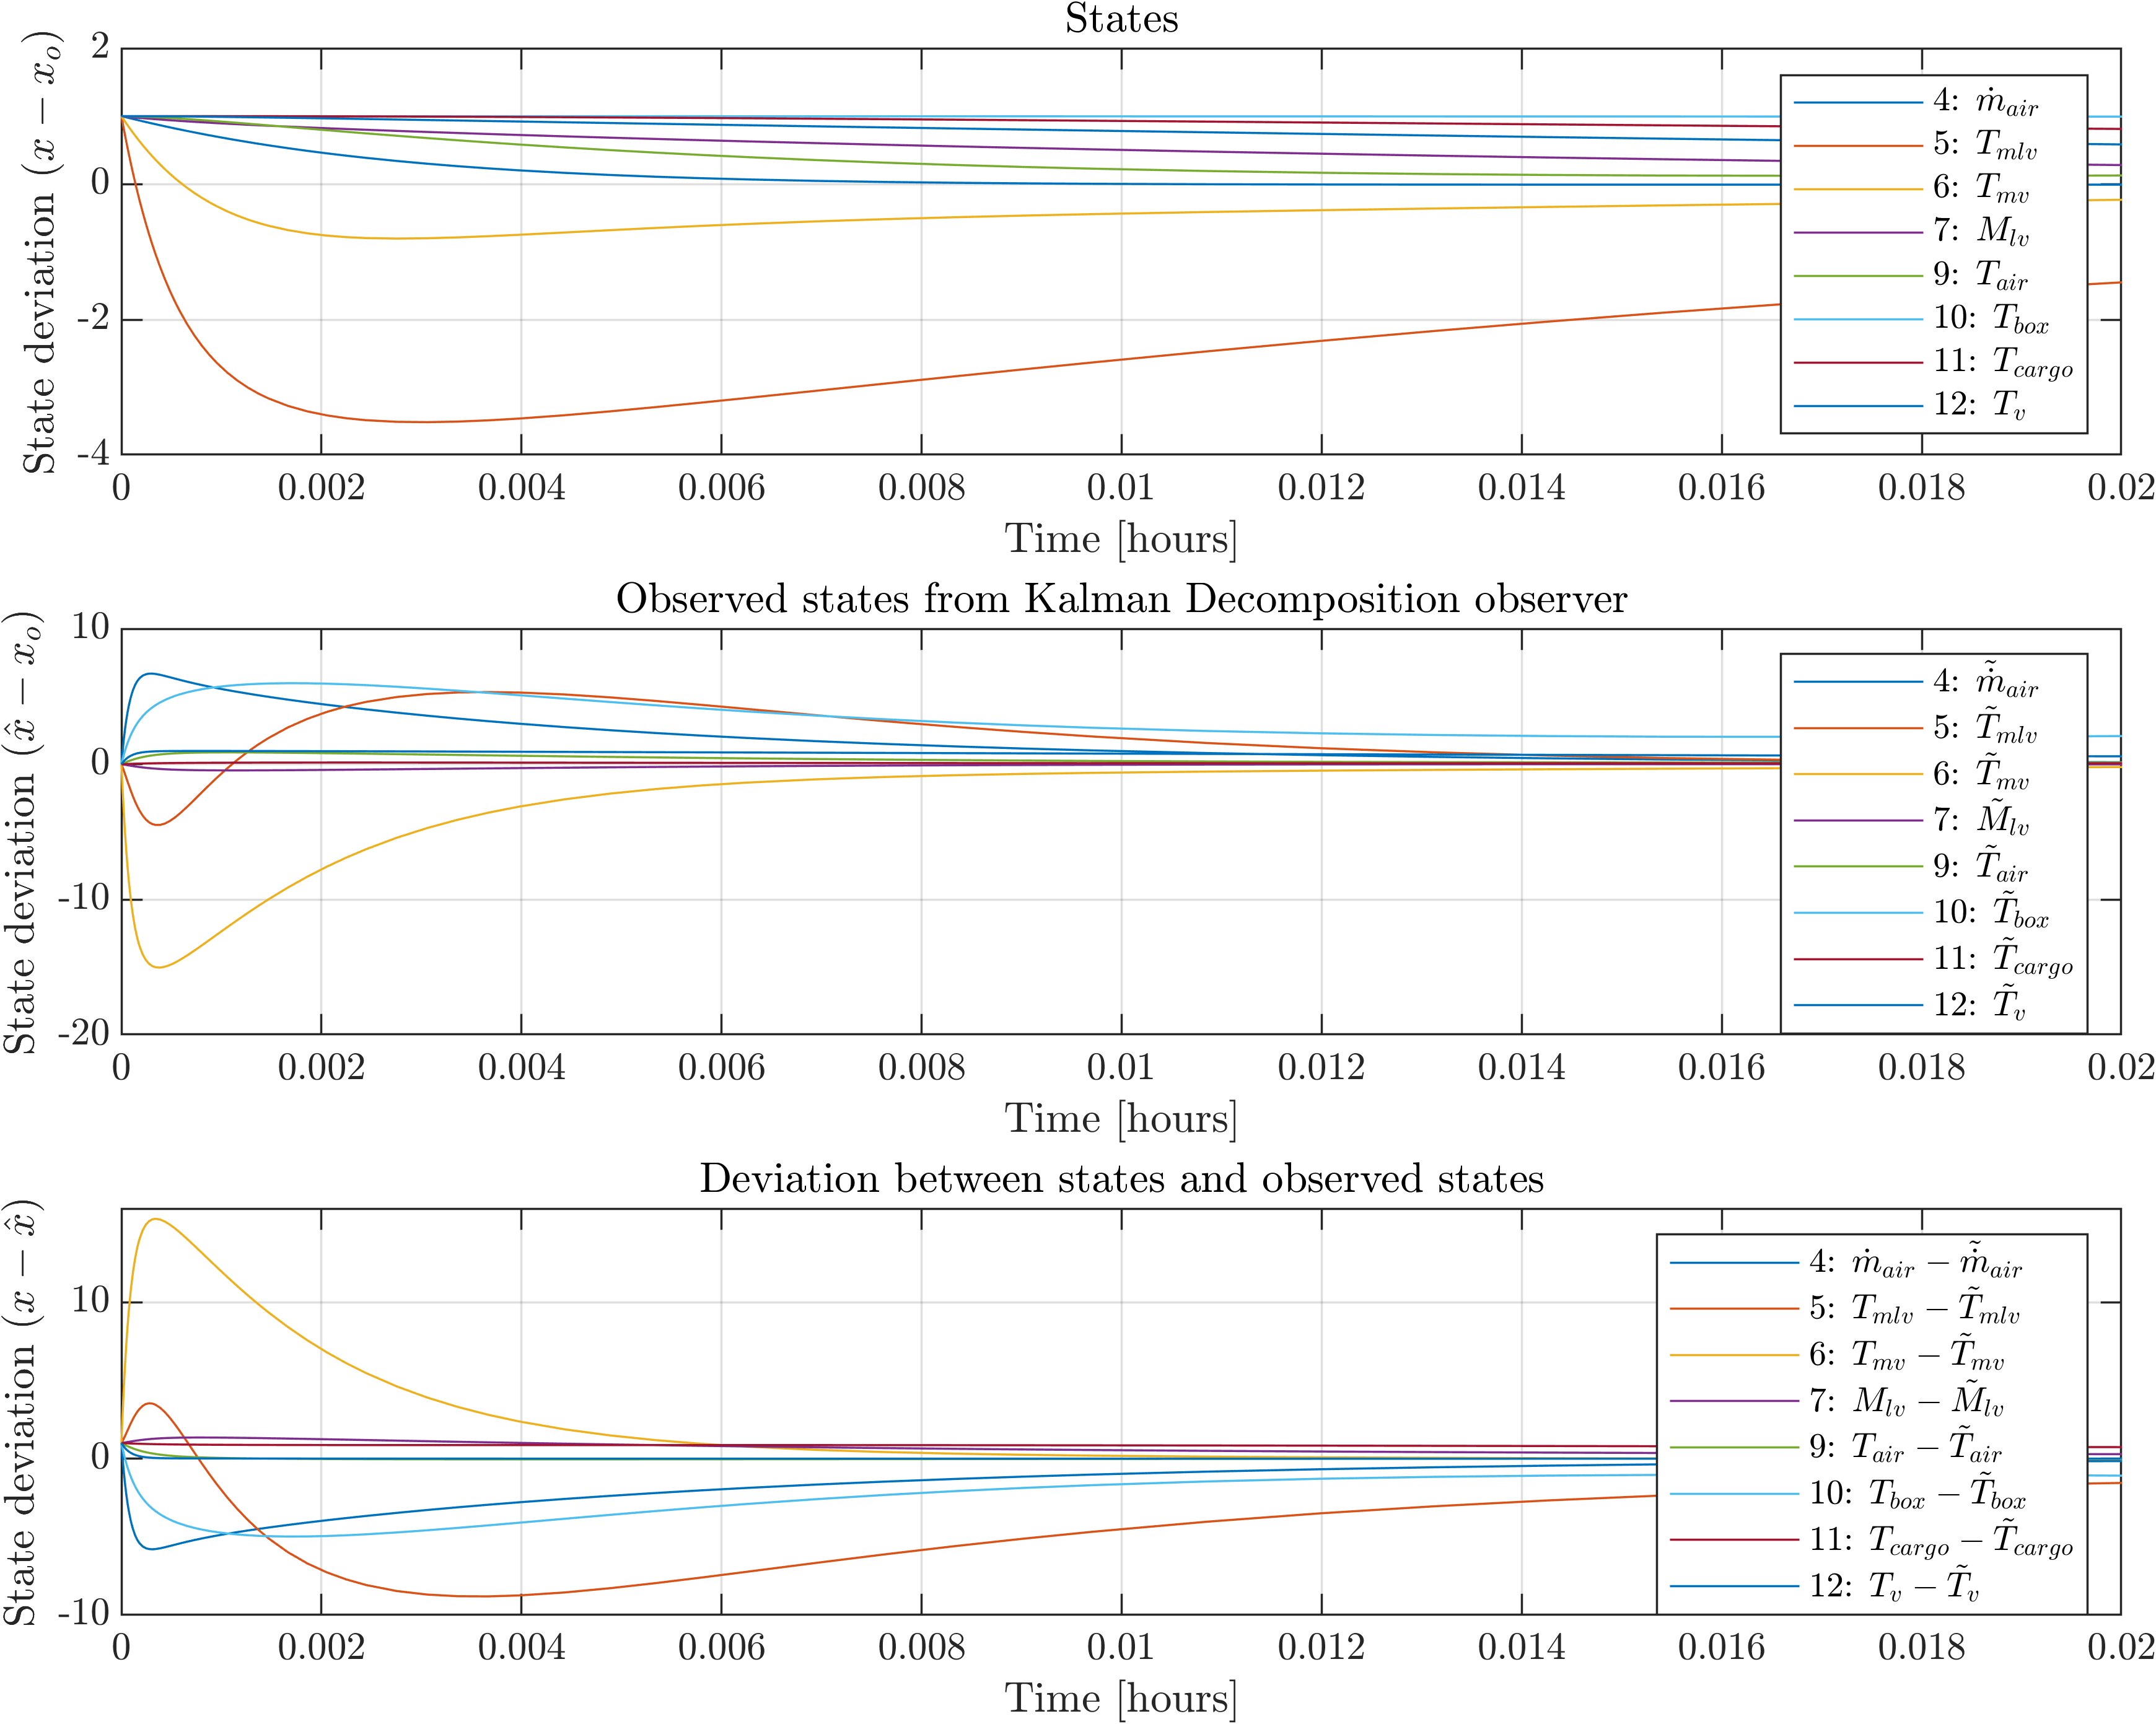 States
State deviation (x − x_o)
2
0
-2
-4
0 0.002 0.004 0.006 0.008 0.01 0.012 0.014 0.016 0.018 0.02
Time [hours]
4: ṁ_air
5: T_mlv
6: T_mv
7: M_lv
9: T_air
10: T_box
11: T_cargo
12: T_v
Observed states from Kalman Decomposition observer
State deviation (x̂ − x_o)
10
0
-10
-20
0 0.002 0.004 0.006 0.008 0.01 0.012 0.014 0.016 0.018 0.02
Time [hours]
4: ṁ̃_air
5: T̃_mlv
6: T̃_mv
7: M̃_lv
9: T̃_air
10: T̃_box
11: T̃_cargo
12: T̃_v
Deviation between states and observed states
State deviation (x − x̂)
10
0
-10
0 0.002 0.004 0.006 0.008 0.01 0.012 0.014 0.016 0.018 0.02
Time [hours]
4: ṁ_air − ṁ̃_air
5: T_mlv − T̃_mlv
6: T_mv − T̃_mv
7: M_lv − M̃_lv
9: T_air − T̃_air
10: T_box − T̃_box
11: T_cargo − T̃_cargo
12: T_v − T̃_v